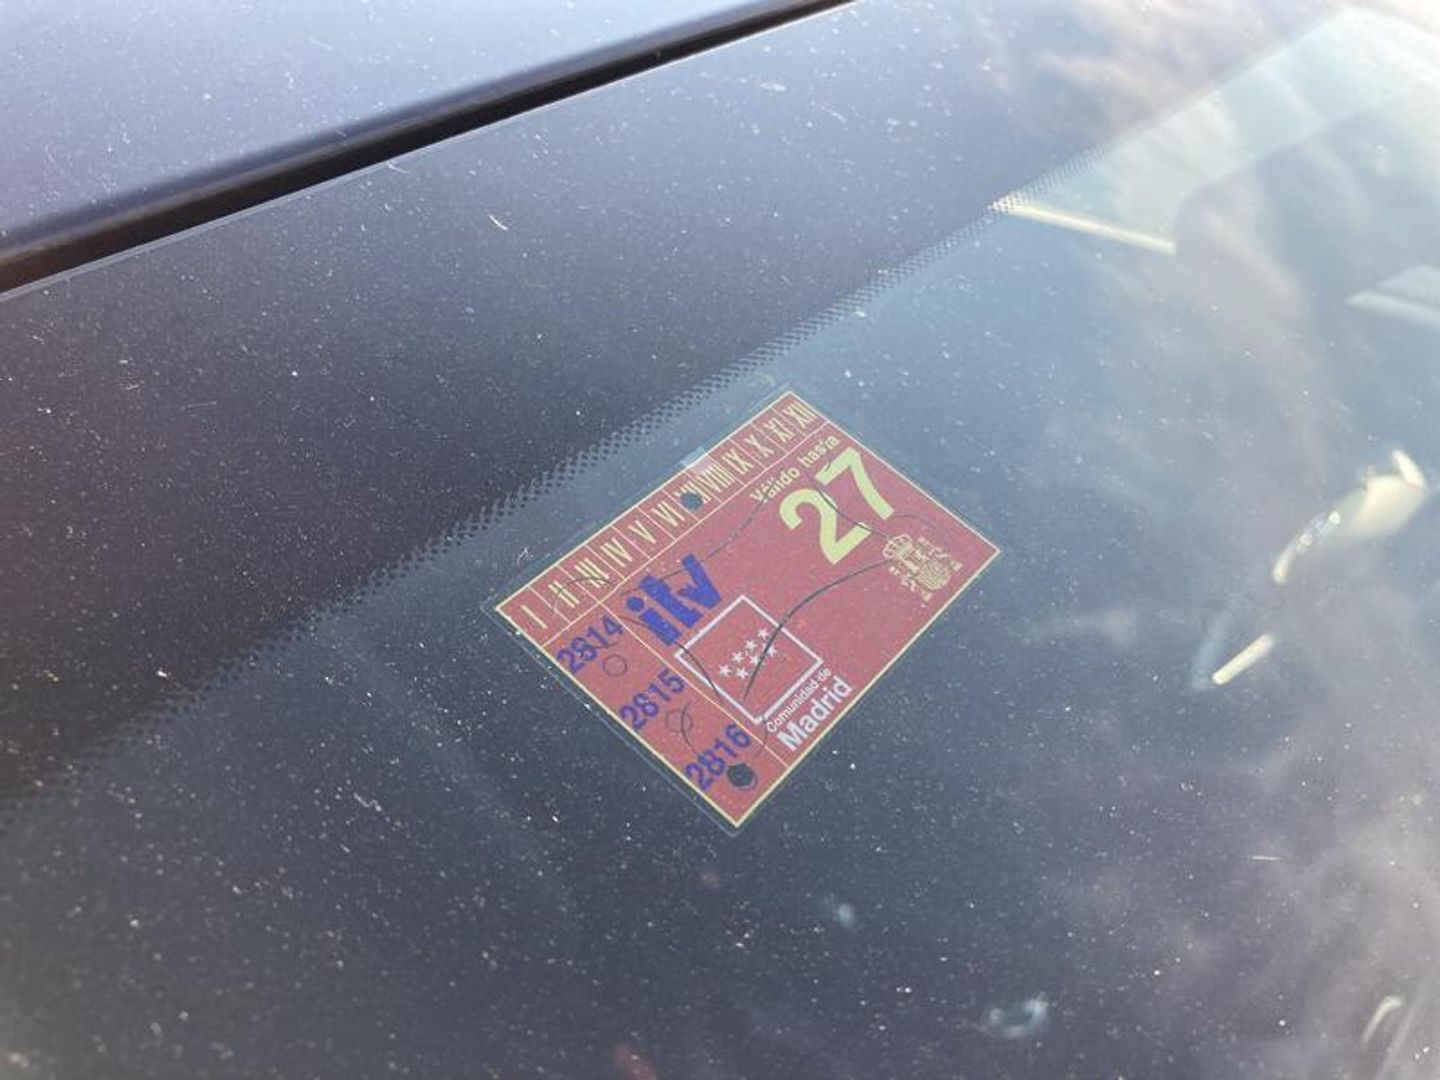 I II III IV V VI VII VIII IX X XI XII
Válido hasta
27
itv
2814
2815
2816
Comunidad de
Madrid